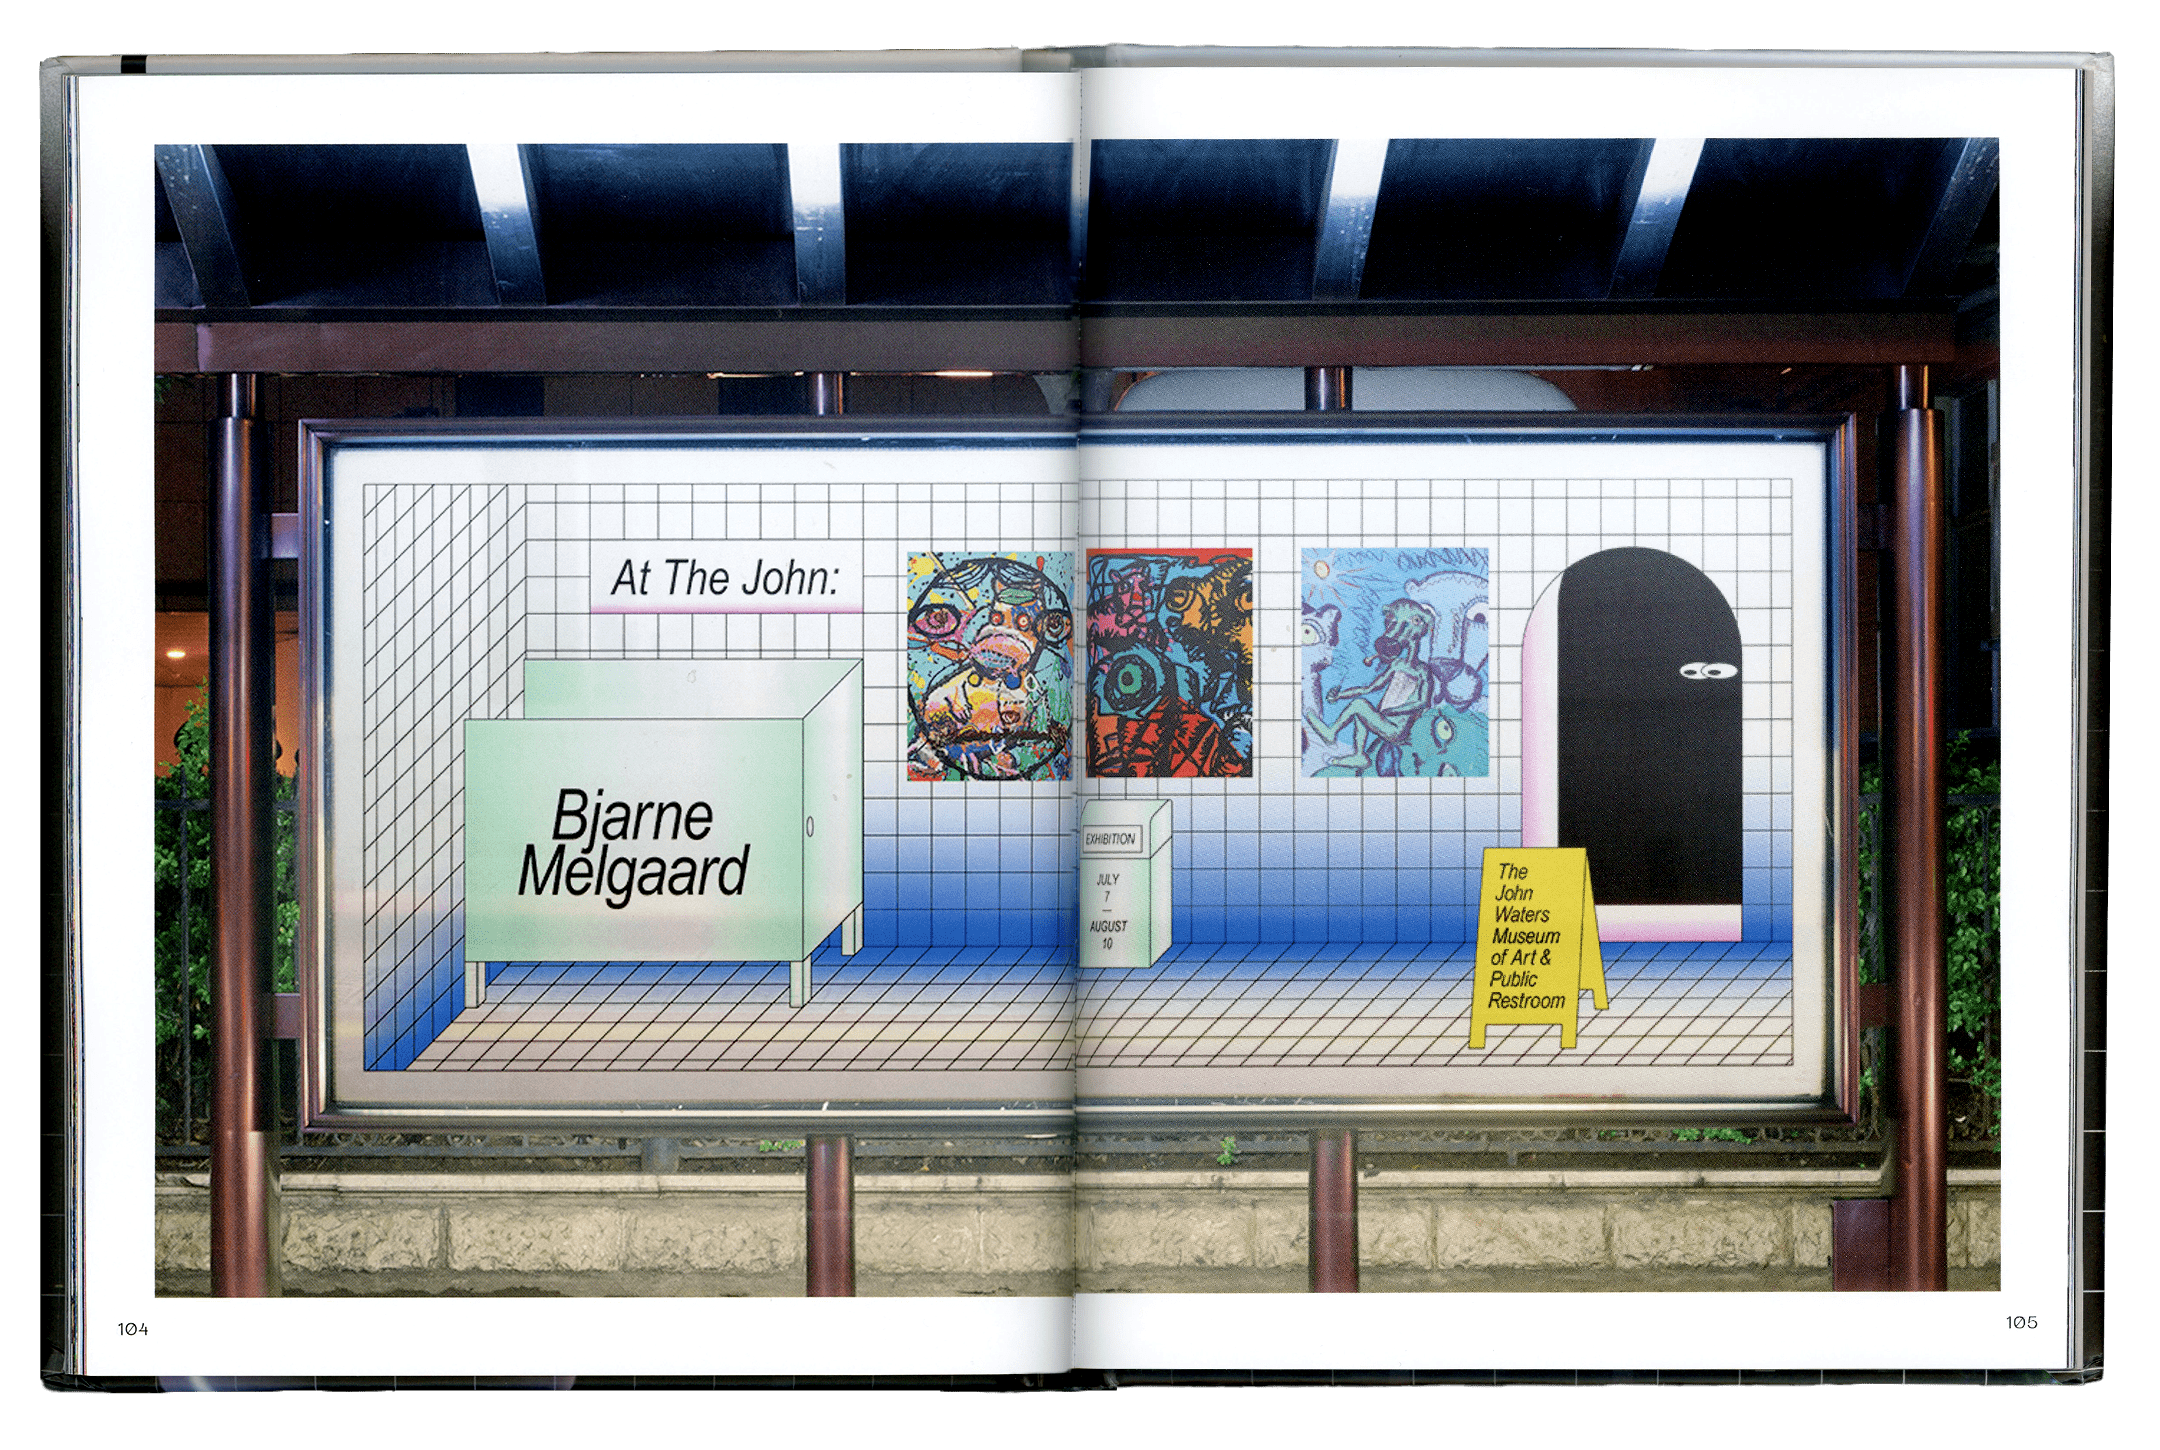 At The John:
Bjarne
Melgaard
EXHIBITION
JULY
7
—
AUGUST
10
The
John
Waters
Museum
of Art &
Public
Restroom
104
105